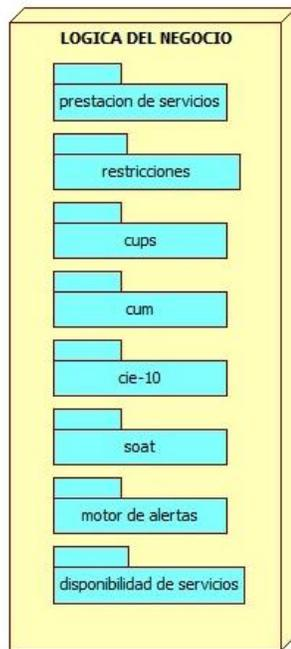 LOGICA DEL NEGOCIO
prestacion de servicios
restricciones
cups
cum
cie-10
soat
motor de alertas
disponibilidad de servicios